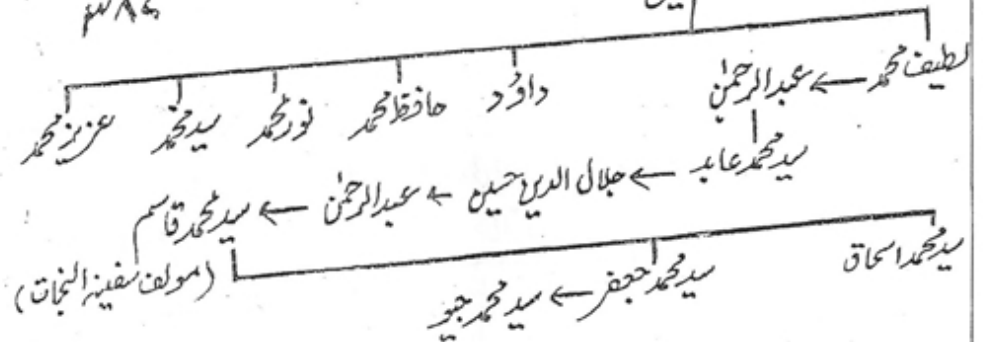 لطیف محمد ← عبدالرحمٰن
داؤد حافظ محمد نور محمد سید محمد عزیز محمد
سید محمد عابد ← جلال الدین حسین ← عبدالرحمٰن ← سید محمد قاسم
(مولف سفینۃ النجات)
سید محمد اسحاق سید محمد جعفر ← سید محمد جیو